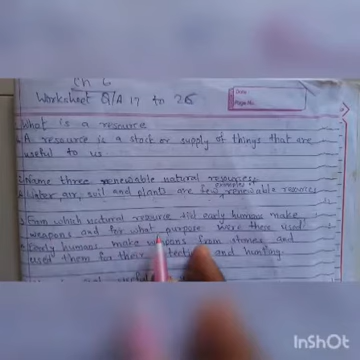 Ch 6
Worksheet Q/A 17 to 26
Date:
Page No.
What is a resource
A resource is a stock or supply of things that are
useful to us.
Name three renewable natural resources.
Water, air, soil and plants are few examples renewable resources
From which natural resource did early humans make
weapons and for what purpose were there used
Early humans make weapons from stones and
used them for their and hunting
InShOt